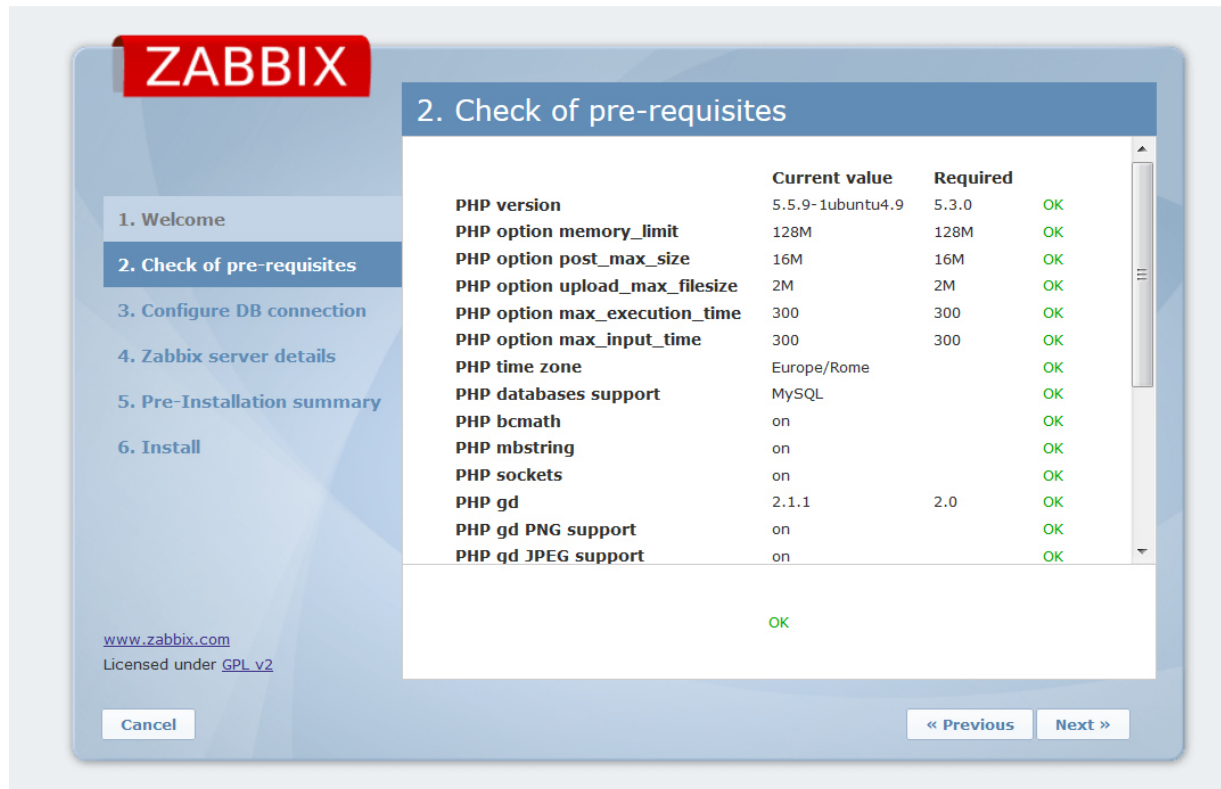 ZABBIX
2. Check of pre-requisites
1. Welcome
2. Check of pre-requisites
3. Configure DB connection
4. Zabbix server details
5. Pre-Installation summary
6. Install
Current value Required
PHP version 5.5.9-1ubuntu4.9 5.3.0 OK
PHP option memory_limit 128M 128M OK
PHP option post_max_size 16M 16M OK
PHP option upload_max_filesize 2M 2M OK
PHP option max_execution_time 300 300 OK
PHP option max_input_time 300 300 OK
PHP time zone Europe/Rome OK
PHP databases support MySQL OK
PHP bcmath on OK
PHP mbstring on OK
PHP sockets on OK
PHP gd 2.1.1 2.0 OK
PHP gd PNG support on OK
PHP gd JPEG support on OK
OK
www.zabbix.com
Licensed under GPL v2
Cancel
« Previous
Next »